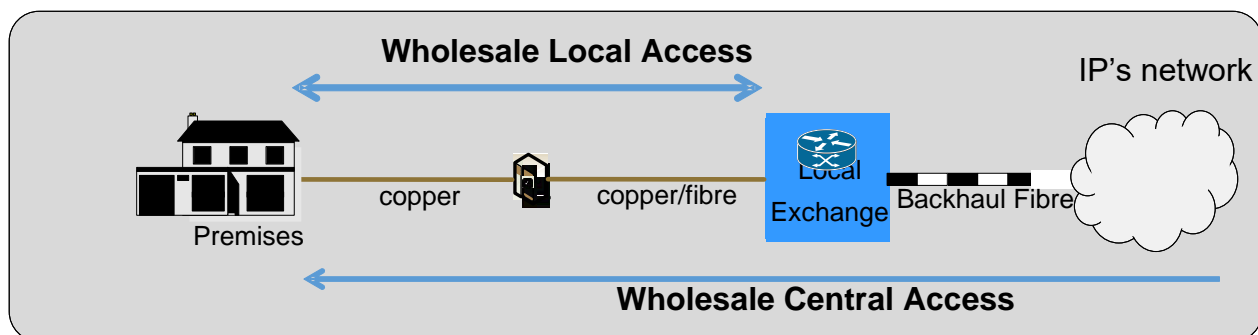 Wholesale Local Access
IP's network
copper
copper/fibre
Local
Exchange
Backhaul Fibre
Premises
Wholesale Central Access